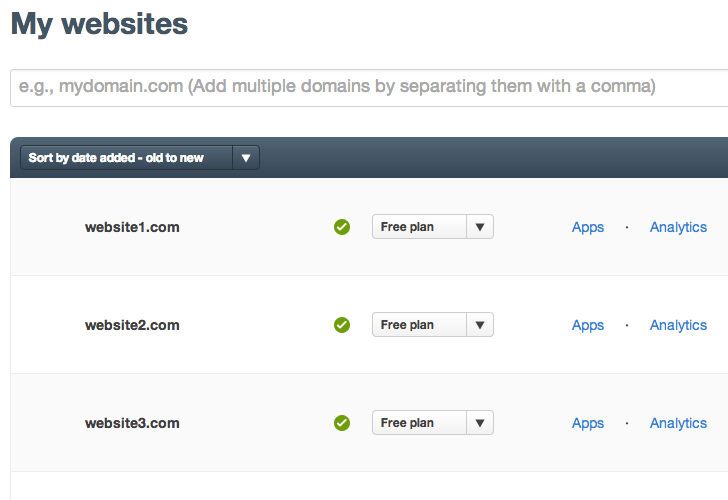 My websites
e.g., mydomain.com (Add multiple domains by separating them with a comma)
Sort by date added - old to new
website1.com Free plan Apps · Analytics
website2.com Free plan Apps · Analytics
website3.com Free plan Apps · Analytics